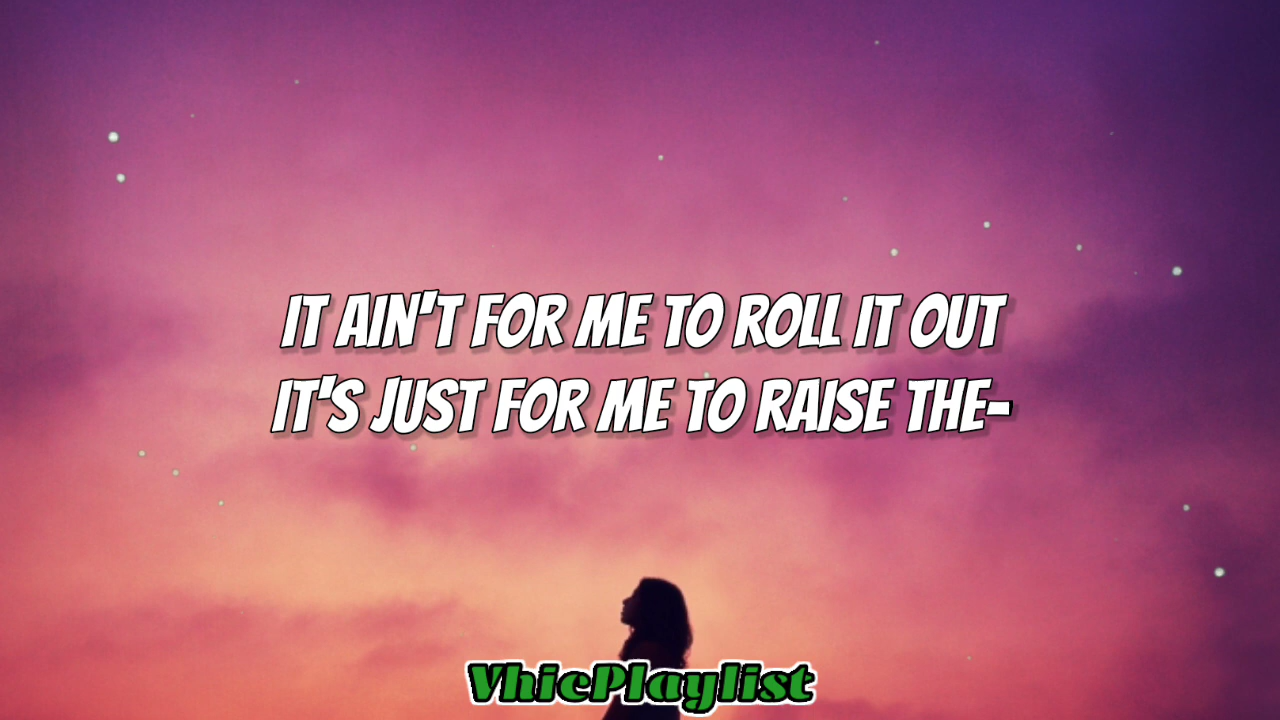 IT AIN'T FOR ME TO ROLL IT OUT
IT'S JUST FOR ME TO RAISE THE-
VhicPlaylist